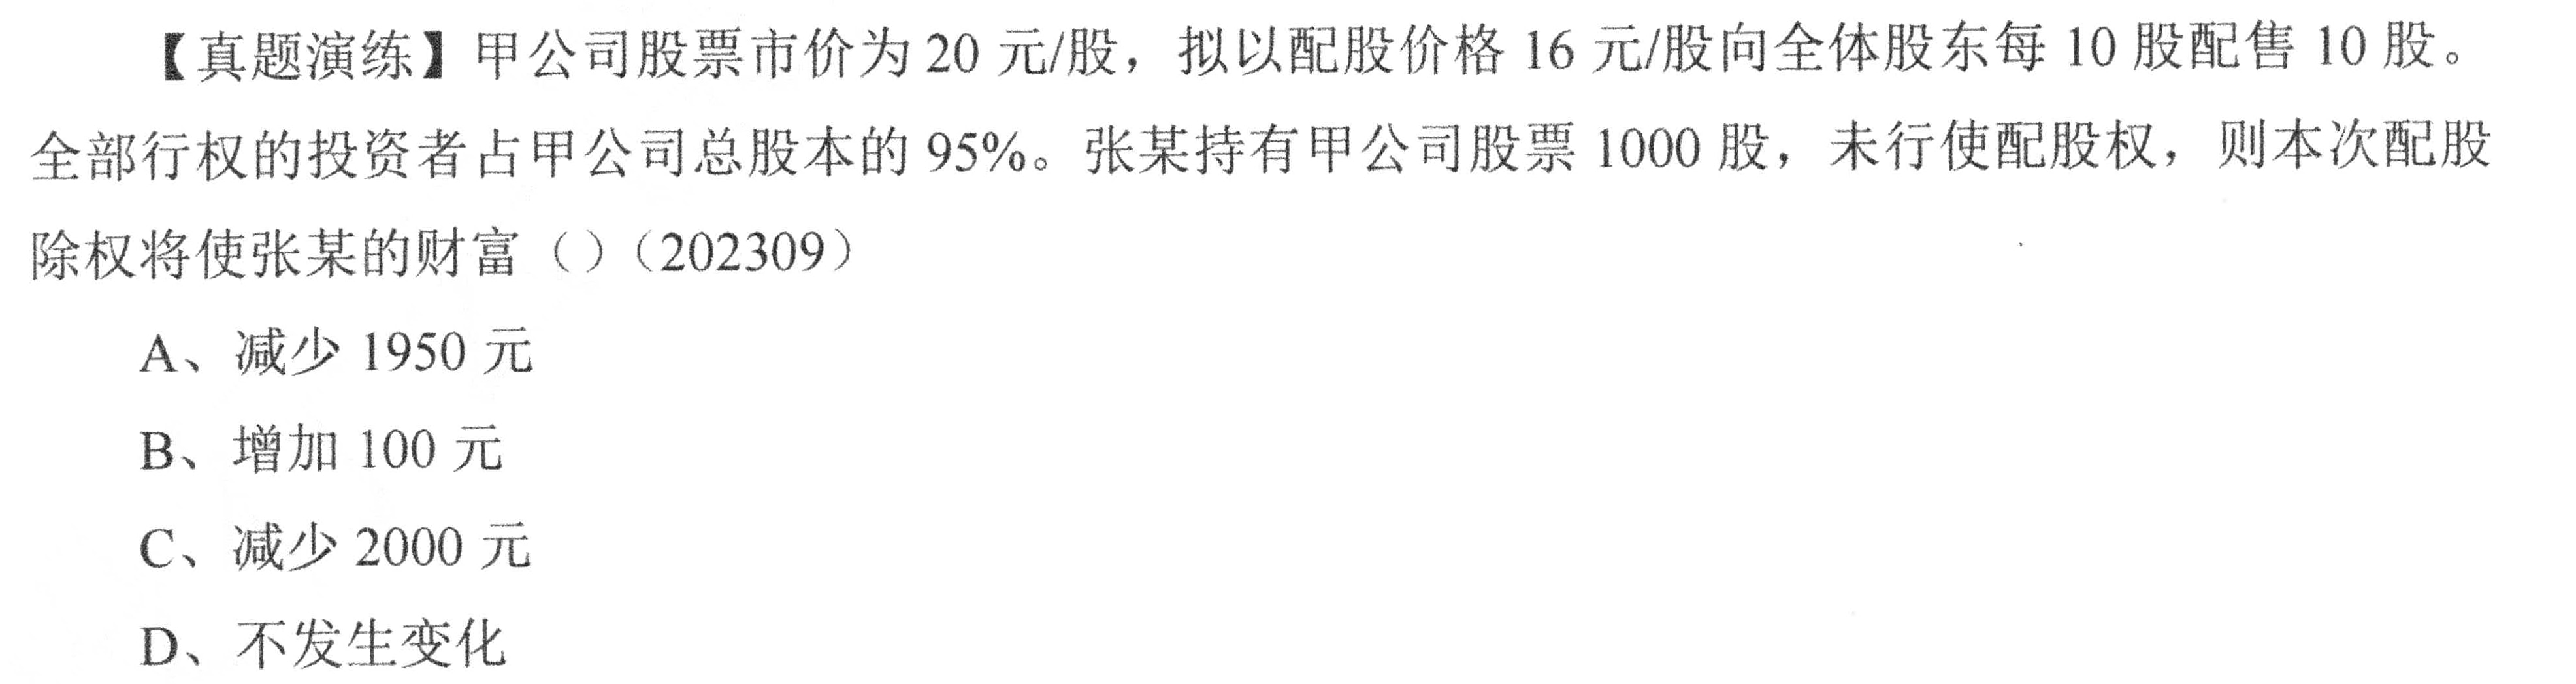 【真题演练】甲公司股票市价为 20 元/股，拟以配股价格 16 元/股向全体股东每 10 股配售 10 股。
全部行权的投资者占甲公司总股本的 95%。张某持有甲公司股票 1000 股，未行使配股权，则本次配股
除权将使张某的财富（）（202309）
A、减少 1950 元
B、增加 100 元
C、减少 2000 元
D、不发生变化